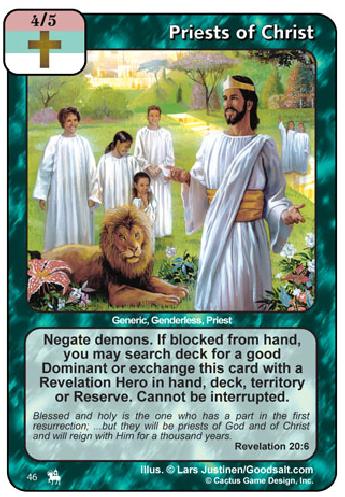 4/5
Priests of Christ
Generic, Genderless, Priest
Negate demons. If blocked from hand,
you may search deck for a good
Dominant or exchange this card with a
Revelation Hero in hand, deck, territory
or Reserve. Cannot be interrupted.
Blessed and holy is the one who has a part in the first
resurrection; ...but they will be priests of God and of Christ
and will reign with Him for a thousand years.
Revelation 20:6
46
Illus. © Lars Justinen/Goodsalt.com
© Cactus Game Design, Inc.